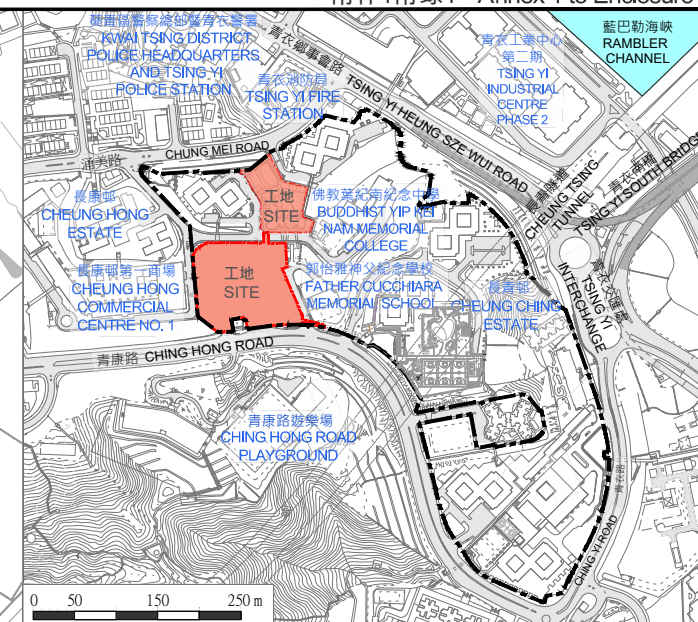 Annex 1 to Enclosure
葵青區警察總部暨青衣警署
KWAI TSING DISTRICT
POLICE HEADQUARTERS
AND TSING YI
POLICE STATION
青衣消防局
TSING YI FIRE
STATION
青衣鄉事會路
TSING YI HEUNG SZE WUI ROAD
青衣工業中心
第二期
TSING YI
INDUSTRIAL
CENTRE
PHASE 2
藍巴勒海峽
RAMBLER
CHANNEL
涌美路
CHUNG MEI ROAD
長康邨
CHEUNG HONG
ESTATE
工地
SITE
佛教葉紀南紀念中學
BUDDHIST YIP KEI
NAM MEMORIAL
COLLEGE
青衣南橋
TSING YI SOUTH BRIDGE
長青隧道
CHEUNG TSING
TUNNEL
長康邨第一商場
CHEUNG HONG
COMMERCIAL
CENTRE NO. 1
工地
SITE
郭怡雅神父紀念學校
FATHER CUCCHIARA
MEMORIAL SCHOOL
長青邨
CHEUNG CHING
ESTATE
青衣交匯處
TSING YI
INTERCHANGE
青康路 CHING HONG ROAD
青康路遊樂場
CHING HONG ROAD
PLAYGROUND
青衣路
CHING YI ROAD
0 50 150 250 m